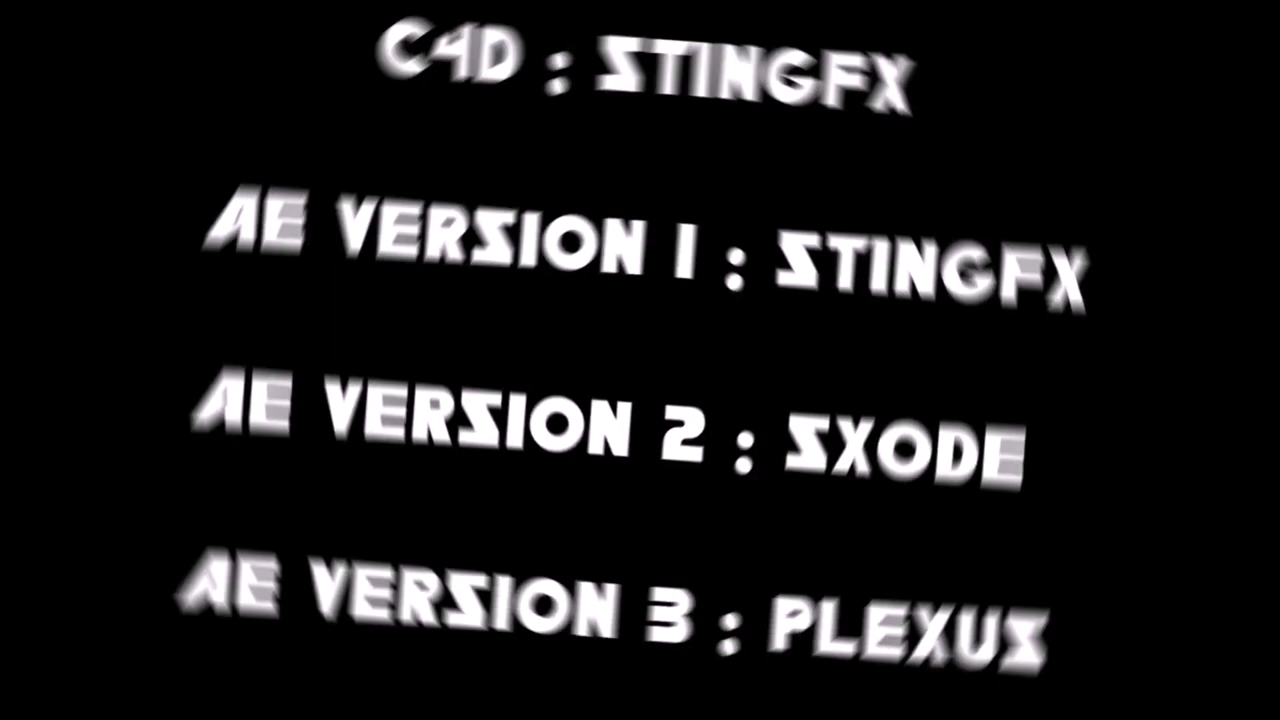 C4D : STINGFX
AE VERSION 1 : STINGFX
AE VERSION 2 : SXODE
AE VERSION 3 : PLEXUS